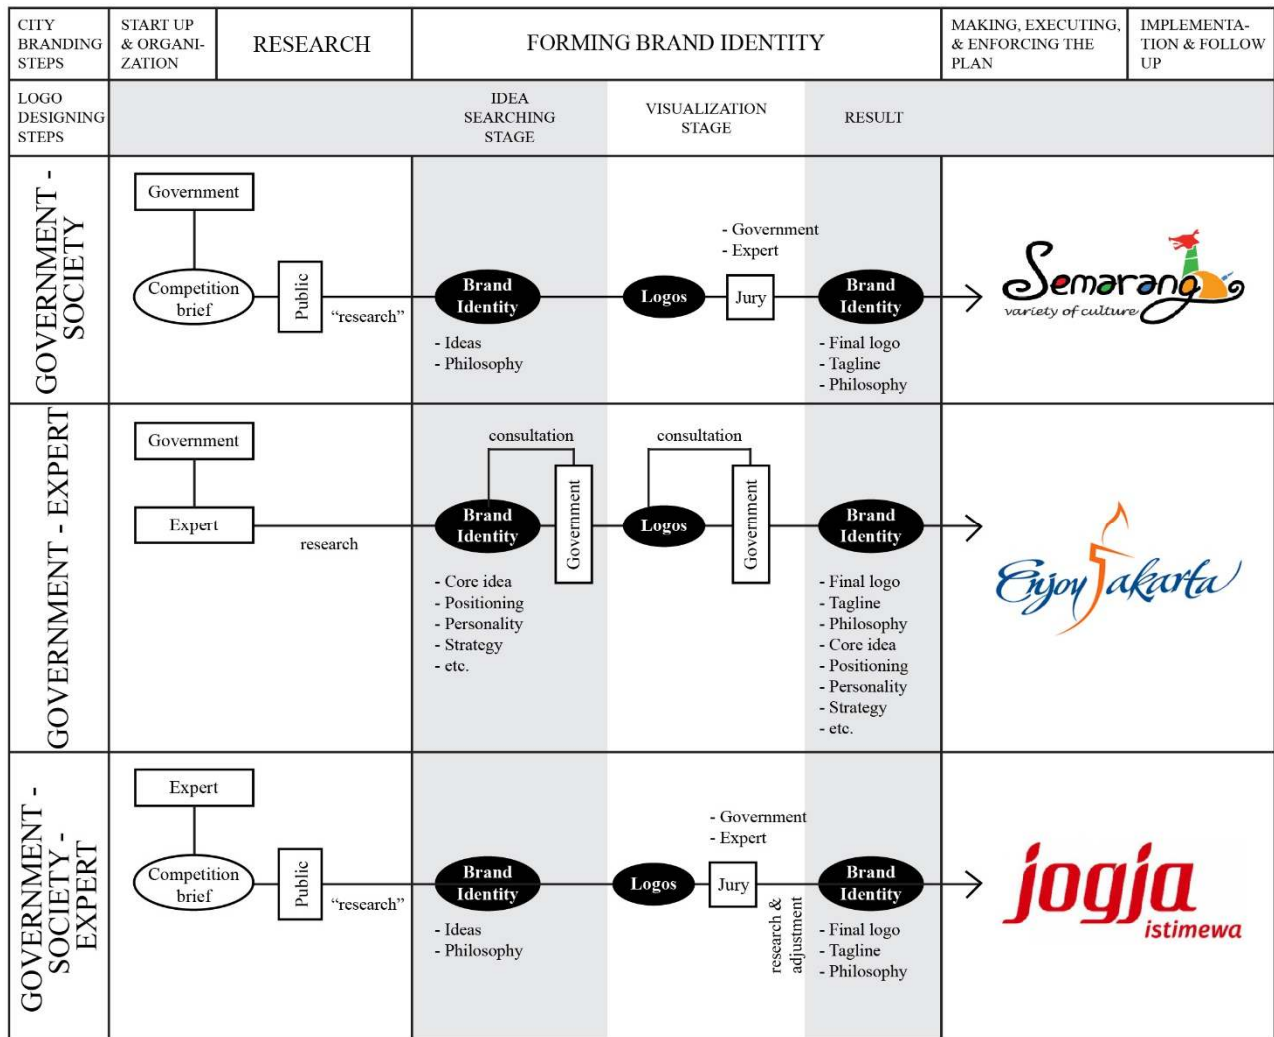 CITY
BRANDING
STEPS
START UP
& ORGANI-
ZATION
RESEARCH
FORMING BRAND IDENTITY
MAKING, EXECUTING,
& ENFORCING THE
PLAN
IMPLEMENTA-
TION & FOLLOW
UP
LOGO
DESIGNING
STEPS
IDEA
SEARCHING
STAGE
VISUALIZATION
STAGE
RESULT
GOVERNMENT -
SOCIETY
Government
Competition
brief
Public
“research”
Brand
Identity
- Ideas
- Philosophy
Logos
- Government
- Expert
Jury
Brand
Identity
- Final logo
- Tagline
- Philosophy
Semarang
variety of culture
GOVERNMENT - EXPERT
Government
Expert
research
consultation
Brand
Identity
Government
- Core idea
- Positioning
- Personality
- Strategy
- etc.
consultation
Logos
Government
Brand
Identity
- Final logo
- Tagline
- Philosophy
- Core idea
- Positioning
- Personality
- Strategy
- etc.
Enjoy Jakarta
GOVERNMENT -
SOCIETY -
EXPERT
Expert
Competition
brief
Public
“research”
Brand
Identity
- Ideas
- Philosophy
Logos
- Government
- Expert
Jury
research &
adjustment
Brand
Identity
- Final logo
- Tagline
- Philosophy
jogja
istimewa